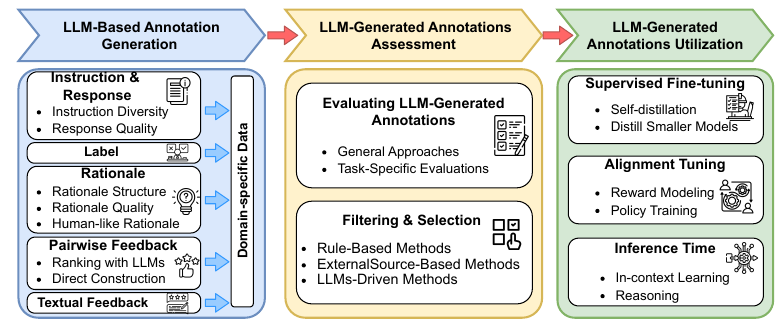 LLM-Based Annotation
Generation
LLM-Generated Annotations
Assessment
LLM-Generated
Annotations Utilization
Instruction &
Response
• Instruction Diversity
• Response Quality
Label
Rationale
• Rationale Structure
• Rationale Quality
• Human-like Rationale
Pairwise Feedback
• Ranking with LLMs
• Direct Construction
Textual Feedback
Domain-specific Data
Evaluating LLM-Generated
Annotations
• General Approaches
• Task-Specific Evaluations
Filtering & Selection
• Rule-Based Methods
• ExternalSource-Based Methods
• LLMs-Driven Methods
Supervised Fine-tuning
• Self-distillation
• Distill Smaller Models
Alignment Tuning
• Reward Modeling
• Policy Training
Inference Time
• In-context Learning
• Reasoning